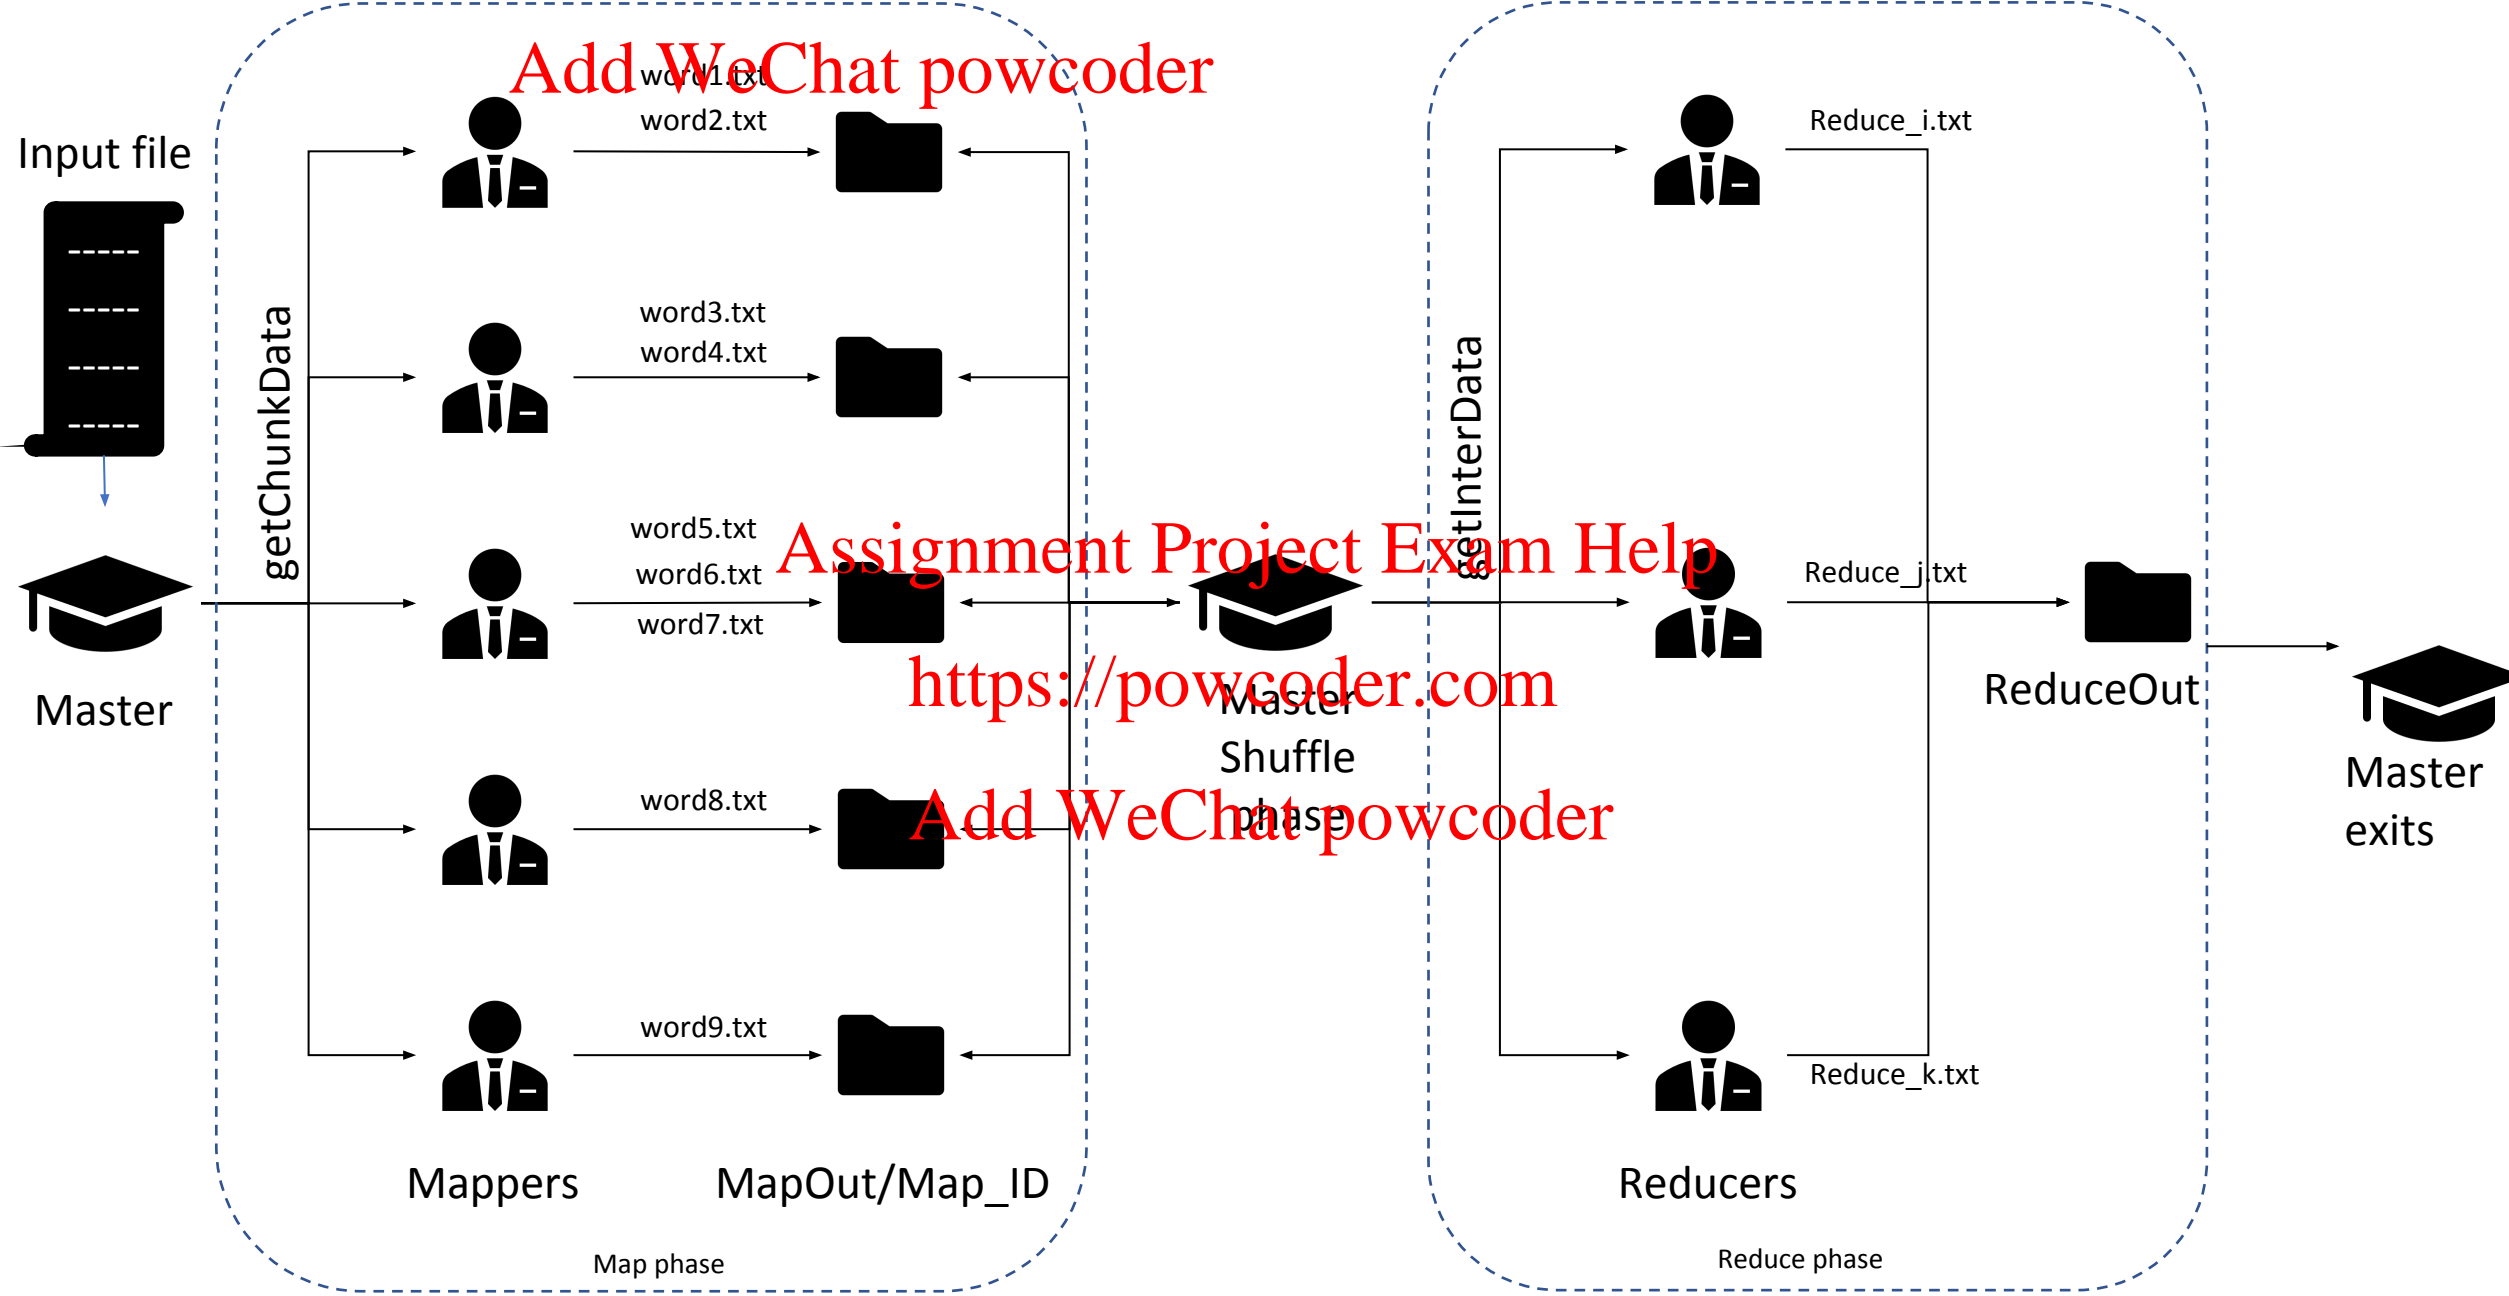 Add WeChat powcoder
word1.txt
word2.txt
Input file
getChunkData
word3.txt
word4.txt
word5.txt
word6.txt
word7.txt
word8.txt
word9.txt
Master
Mappers
MapOut/Map_ID
Map phase
Assignment Project Exam Help
https://powcoder.com
Master
Shuffle
phase
Add WeChat powcoder
getInterData
Reduce_i.txt
Reduce_j.txt
Reduce_k.txt
Reducers
Reduce phase
ReduceOut
Master
exits